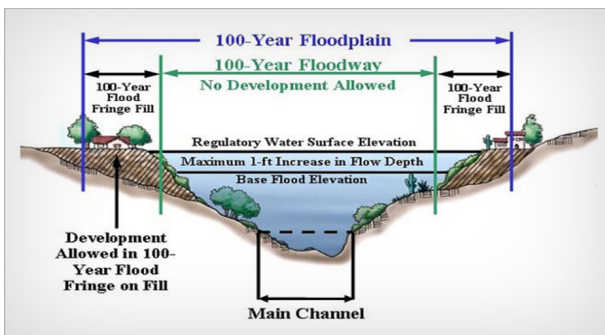 100-Year Floodplain
100-Year Floodway
No Development Allowed
100-Year
Flood
Fringe Fill
100-Year
Flood
Fringe Fill
Regulatory Water Surface Elevation
Maximum 1-ft Increase in Flow Depth
Base Flood Elevation
Development
Allowed in 100-
Year Flood
Fringe on Fill
Main Channel